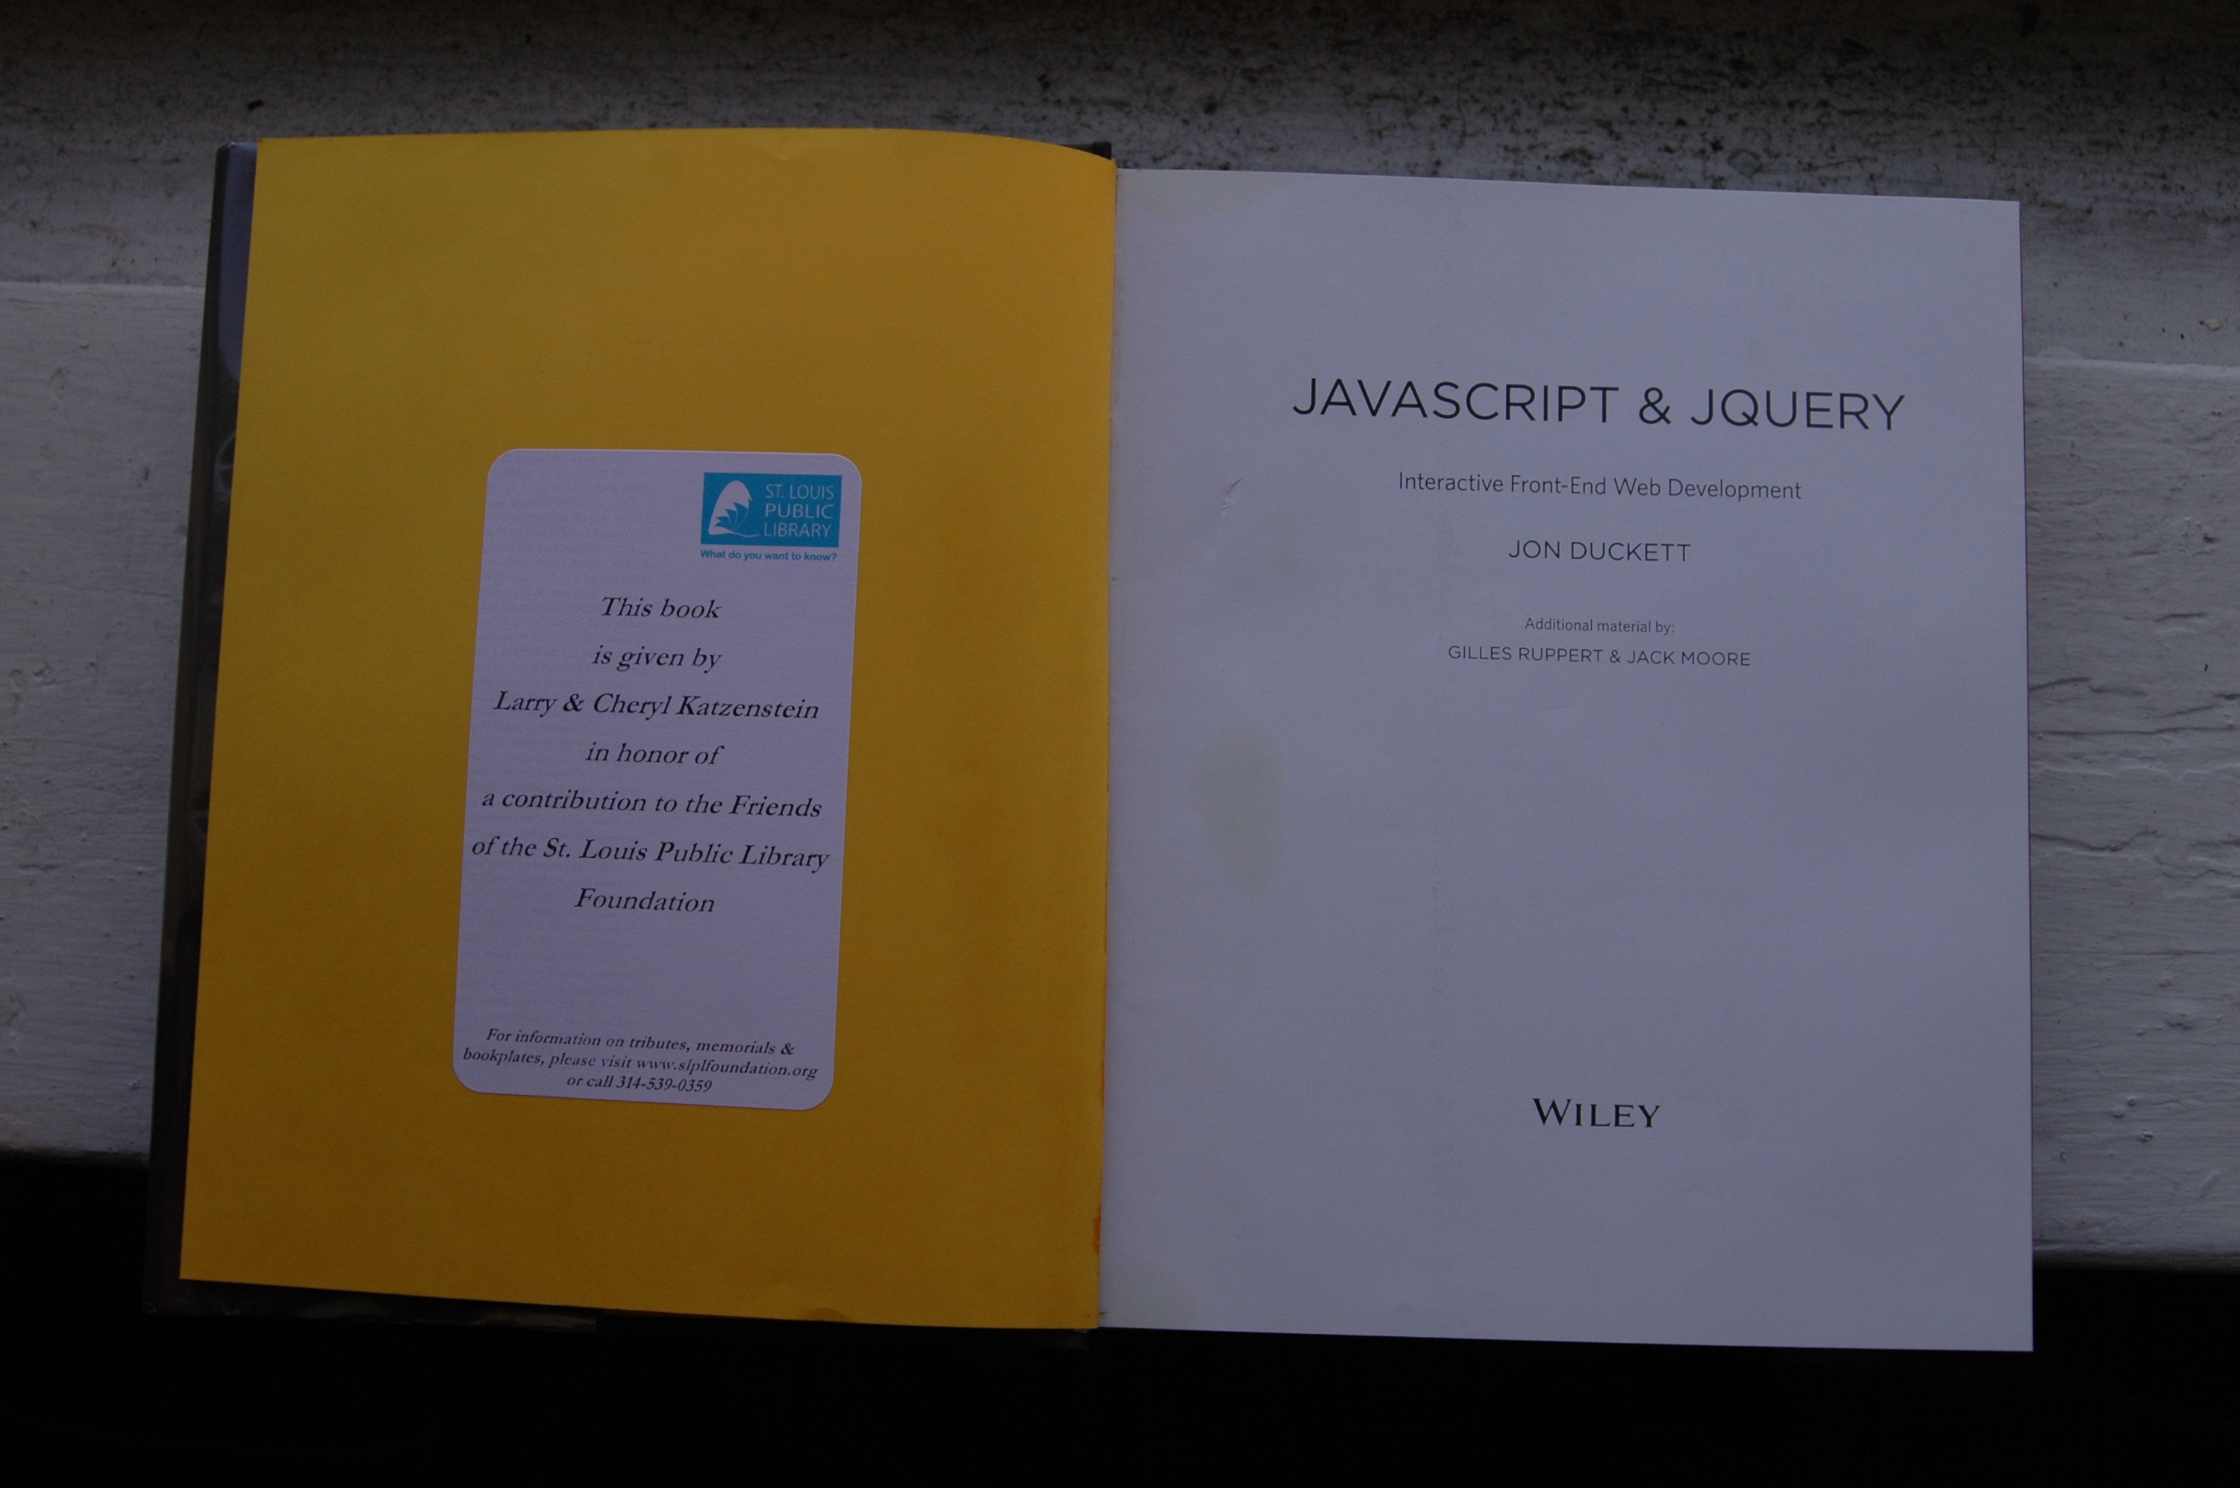 ST. LOUIS
PUBLIC
LIBRARY
What do you want to know?
This book
is given by
Larry & Cheryl Katzenstein
in honor of
a contribution to the Friends
of the St. Louis Public Library
Foundation
For information on tributes, memorials &
bookplates, please visit www.slplfoundation.org
or call 314-539-0359
JAVASCRIPT & JQUERY
Interactive Front-End Web Development
JON DUCKETT
Additional material by:
GILLES RUPPERT & JACK MOORE
WILEY